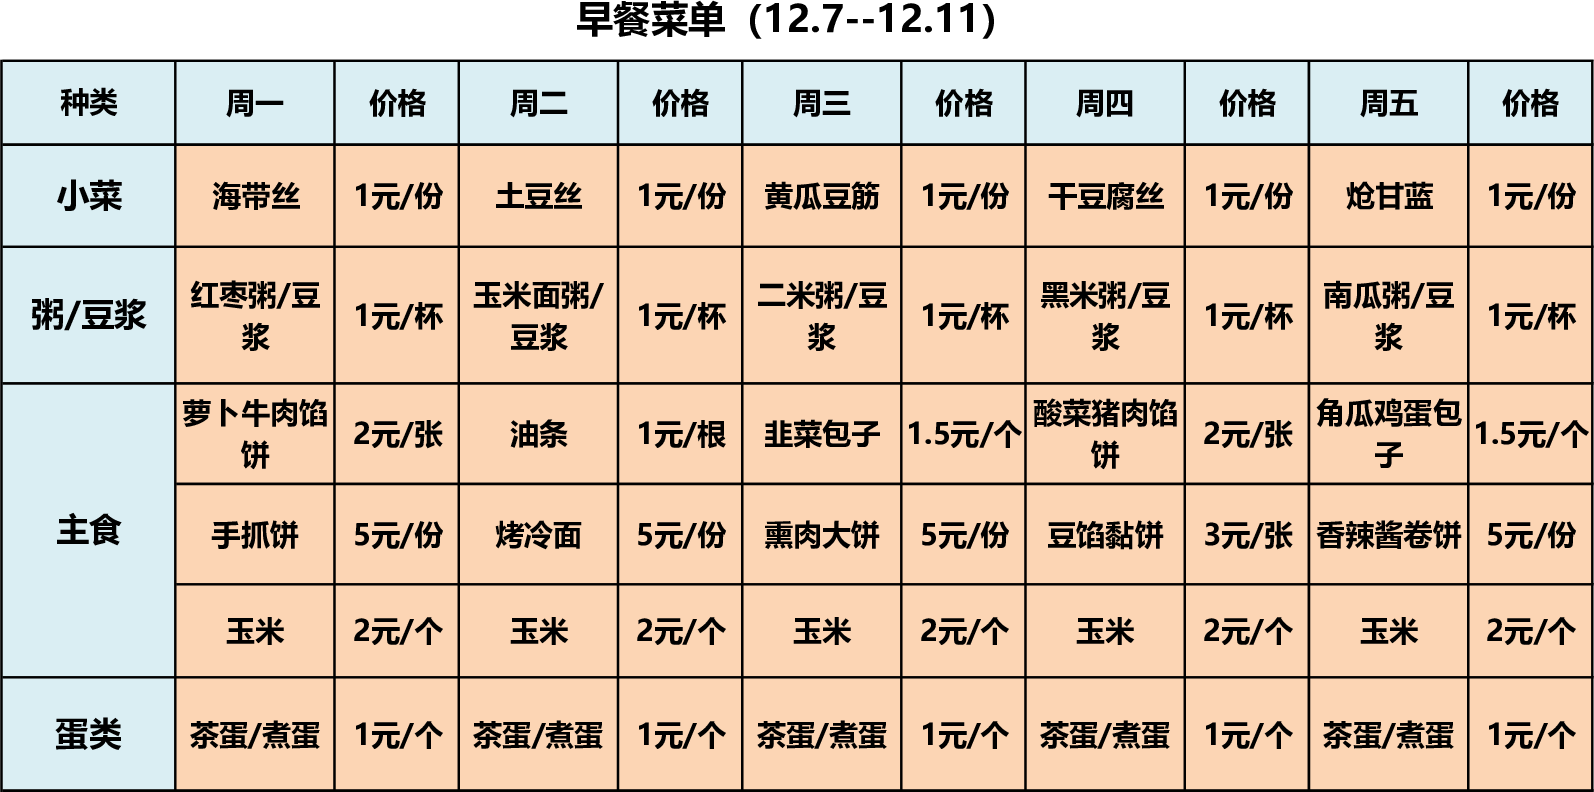 早餐菜单（12.7--12.11）
种类 周一 价格 周二 价格 周三 价格 周四 价格 周五 价格
小菜 海带丝 1元/份 土豆丝 1元/份 黄瓜豆筋 1元/份 干豆腐丝 1元/份 炝甘蓝 1元/份
粥/豆浆 红枣粥/豆浆 1元/杯 玉米面粥/豆浆 1元/杯 二米粥/豆浆 1元/杯 黑米粥/豆浆 1元/杯 南瓜粥/豆浆 1元/杯
主食 萝卜牛肉馅饼 2元/张 油条 1元/根 韭菜包子 1.5元/个 酸菜猪肉馅饼 2元/张 角瓜鸡蛋包子 1.5元/个
手抓饼 5元/份 烤冷面 5元/份 熏肉大饼 5元/份 豆馅黏饼 3元/张 香辣酱卷饼 5元/份
玉米 2元/个 玉米 2元/个 玉米 2元/个 玉米 2元/个 玉米 2元/个
蛋类 茶蛋/煮蛋 1元/个 茶蛋/煮蛋 1元/个 茶蛋/煮蛋 1元/个 茶蛋/煮蛋 1元/个 茶蛋/煮蛋 1元/个